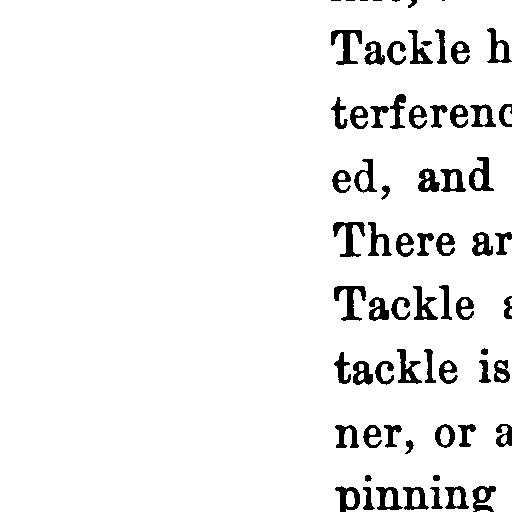 Tackle h
terferenc
ed, and
There ar
Tackle a
tackle is
ner, or a
pinning